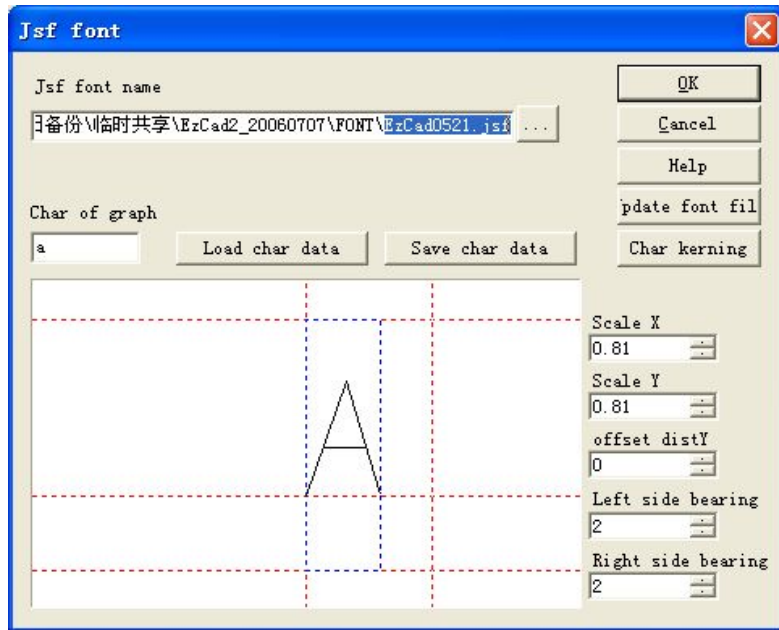 Jsf font
Jsf font name
备份\临时共享\EzCad2_20060707\FONT\EzCad0521.jsf
...
OK
Cancel
Help
pdate font fil
Char kerning
Char of graph
a
Load char data
Save char data
Scale X
0.81
Scale Y
0.81
offset distY
0
Left side bearing
2
Right side bearing
2
A